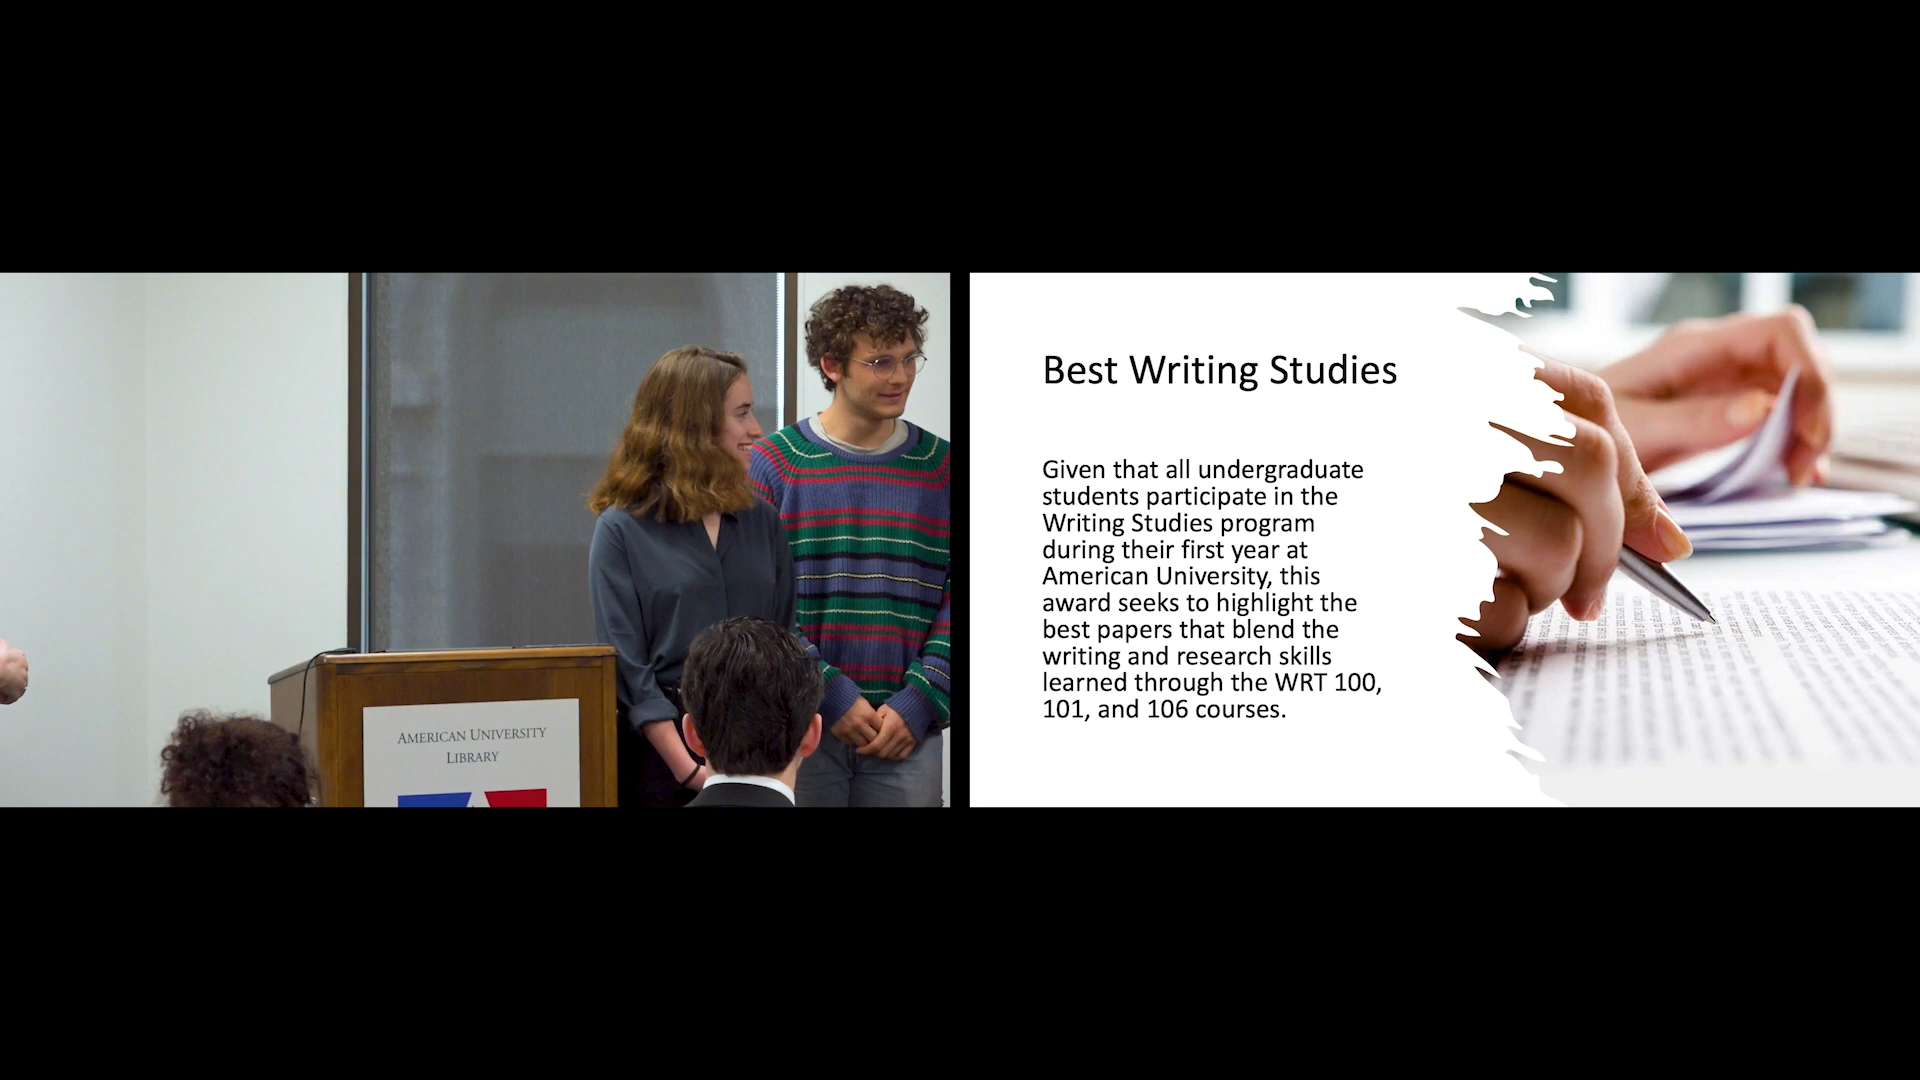 AMERICAN UNIVERSITY
LIBRARY
Best Writing Studies
Given that all undergraduate
students participate in the
Writing Studies program
during their first year at
American University, this
award seeks to highlight the
best papers that blend the
writing and research skills
learned through the WRT 100,
101, and 106 courses.